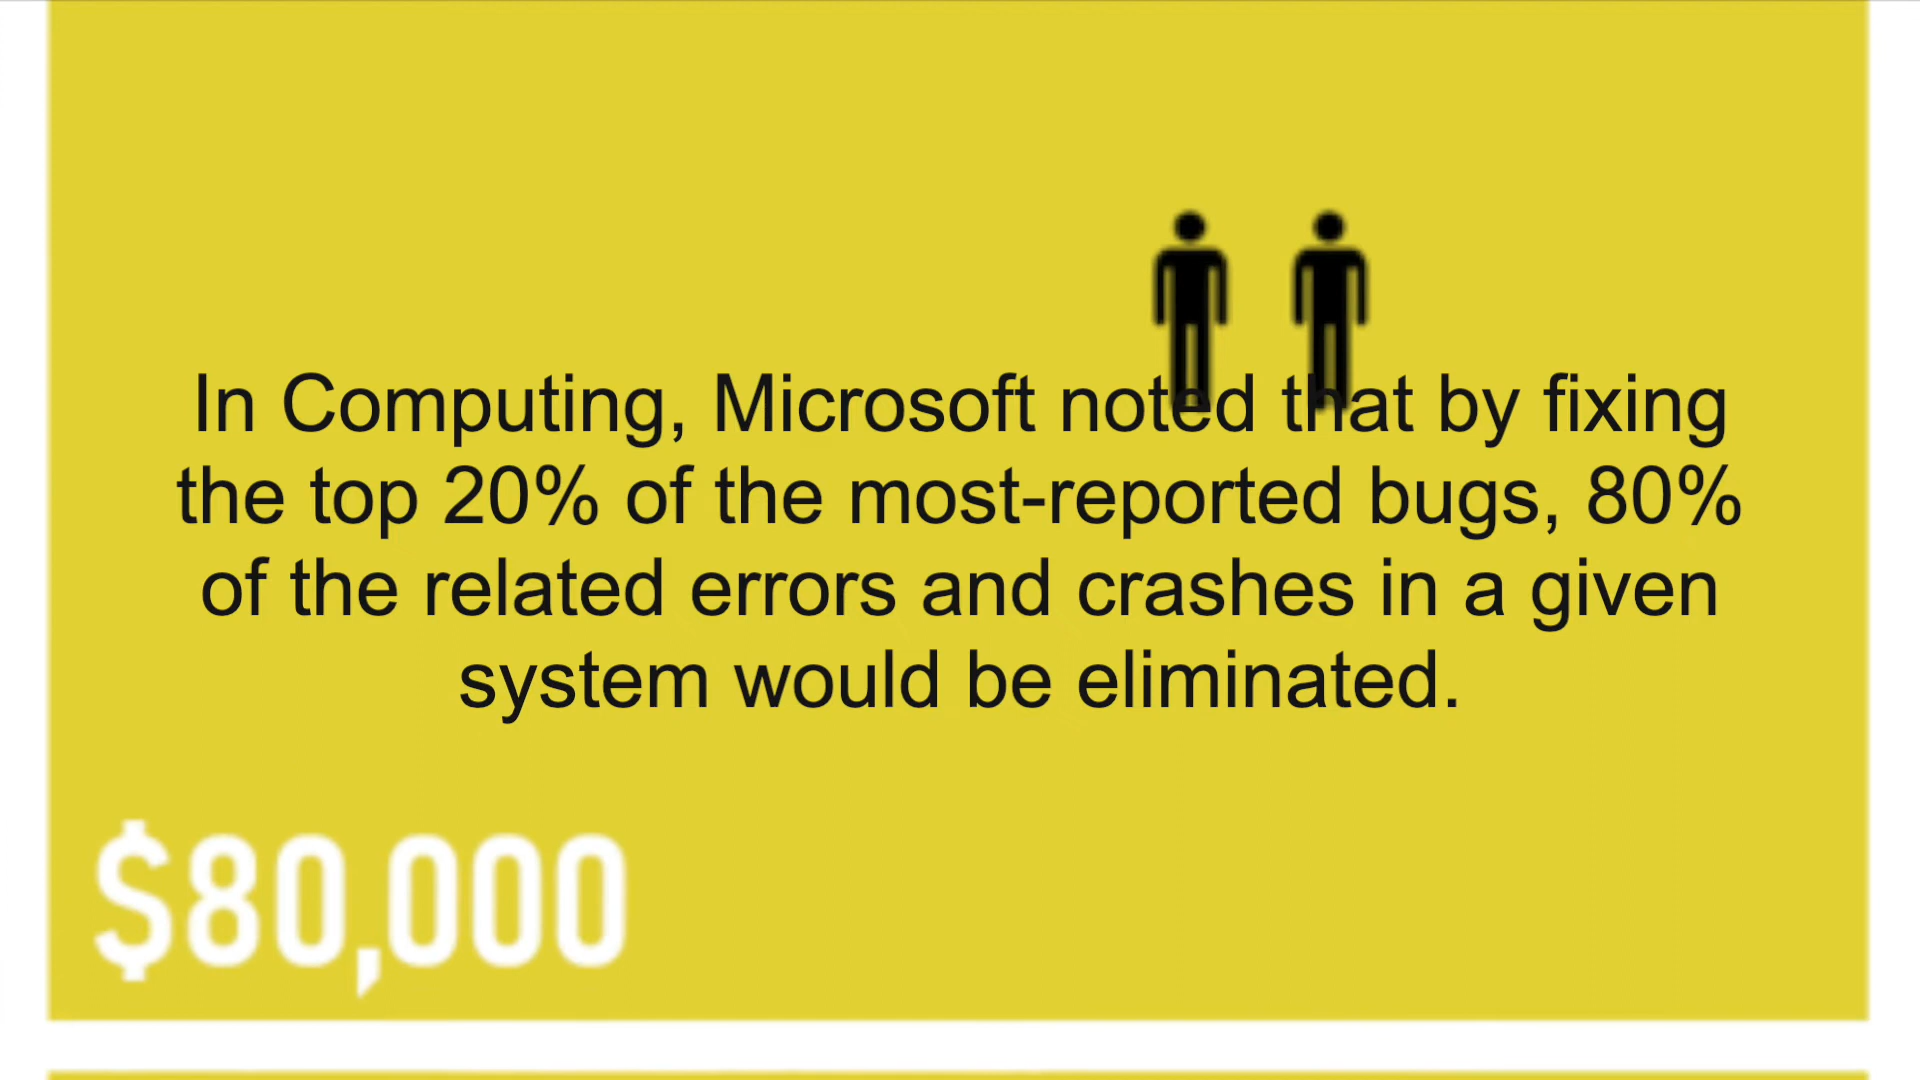 In Computing, Microsoft noted that by fixing
the top 20% of the most-reported bugs, 80%
of the related errors and crashes in a given
system would be eliminated.
$80,000